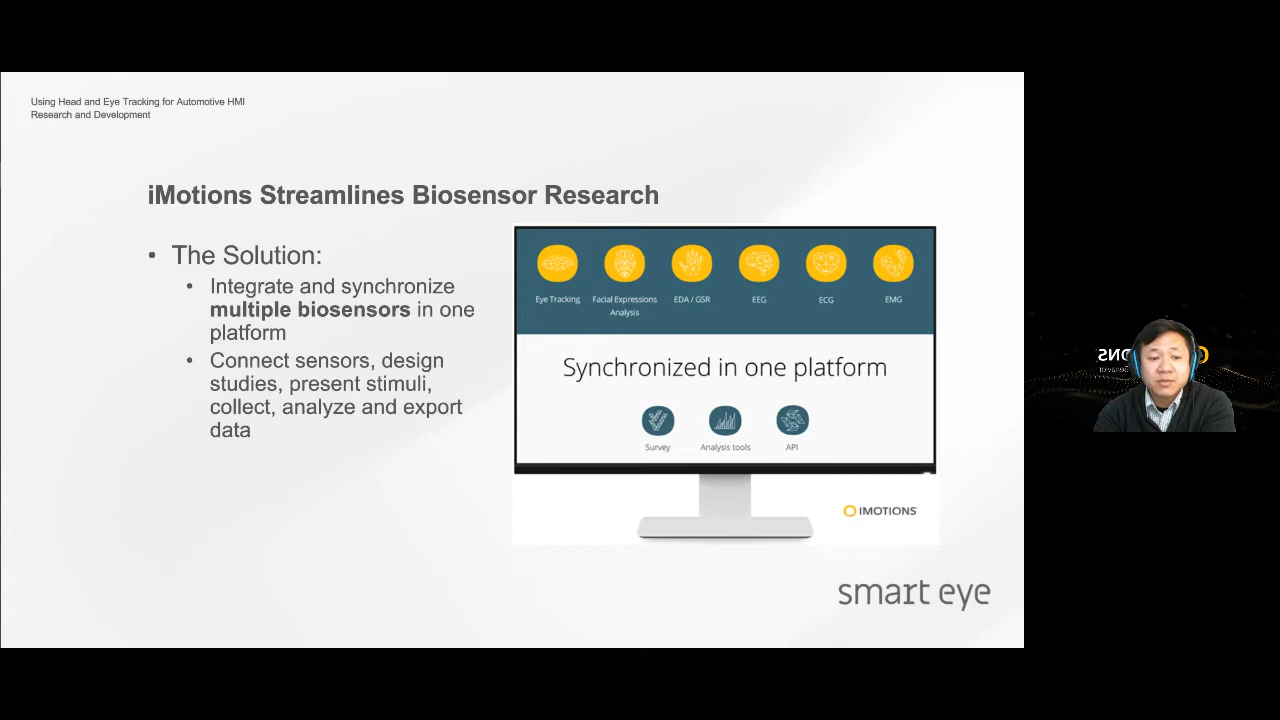 Using Head and Eye Tracking for Automotive HMI
Research and Development
iMotions Streamlines Biosensor Research
• The Solution:
• Integrate and synchronize
multiple biosensors in one
platform
• Connect sensors, design
studies, present stimuli,
collect, analyze and export
data
Eye Tracking
Facial Expressions
Analysis
EDA / GSR
EEG
ECG
EMG
Synchronized in one platform
Survey
Analysis tools
API
IMOTIONS
smart eye